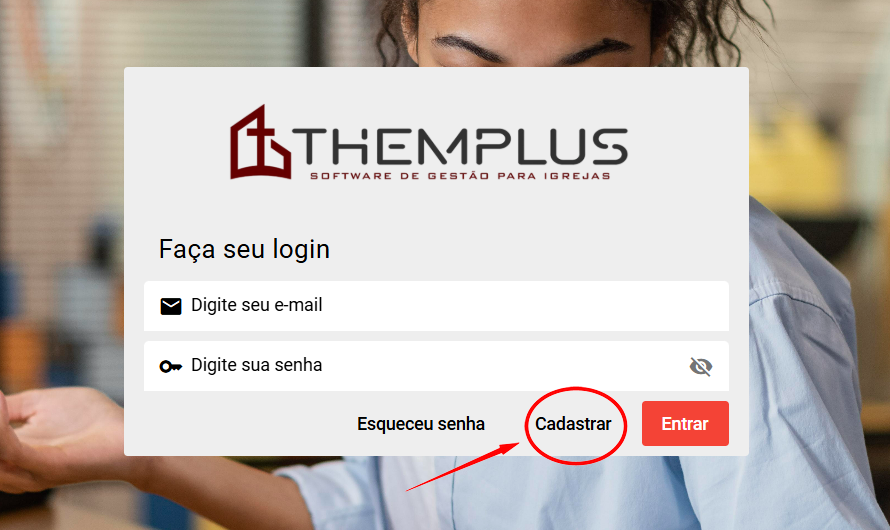 THEMPLUS
SOFTWARE DE GESTÃO PARA IGREJAS
Faça seu login
Digite seu e-mail
Digite sua senha
Esqueceu senha Cadastrar Entrar